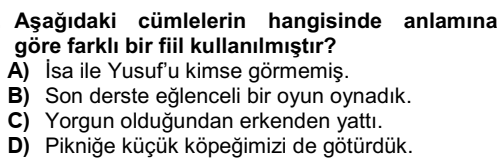 Aşağıdaki cümlelerin hangisinde anlamına
göre farklı bir fiil kullanılmıştır?
A) İsa ile Yusuf'u kimse görmemiş.
B) Son derste eğlenceli bir oyun oynadık.
C) Yorgun olduğundan erkenden yattı.
D) Pikniğe küçük köpeğimizi de götürdük.